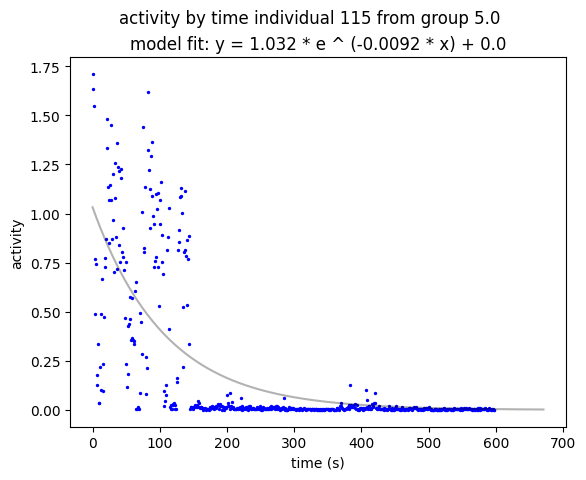 activity by time individual 115 from group 5.0
model fit: y = 1.032 * e ^ (-0.0092 * x) + 0.0
1.75
1.50
1.25
1.00
0.75
0.50
0.25
0.00
activity
0 100 200 300 400 500 600 700
time (s)